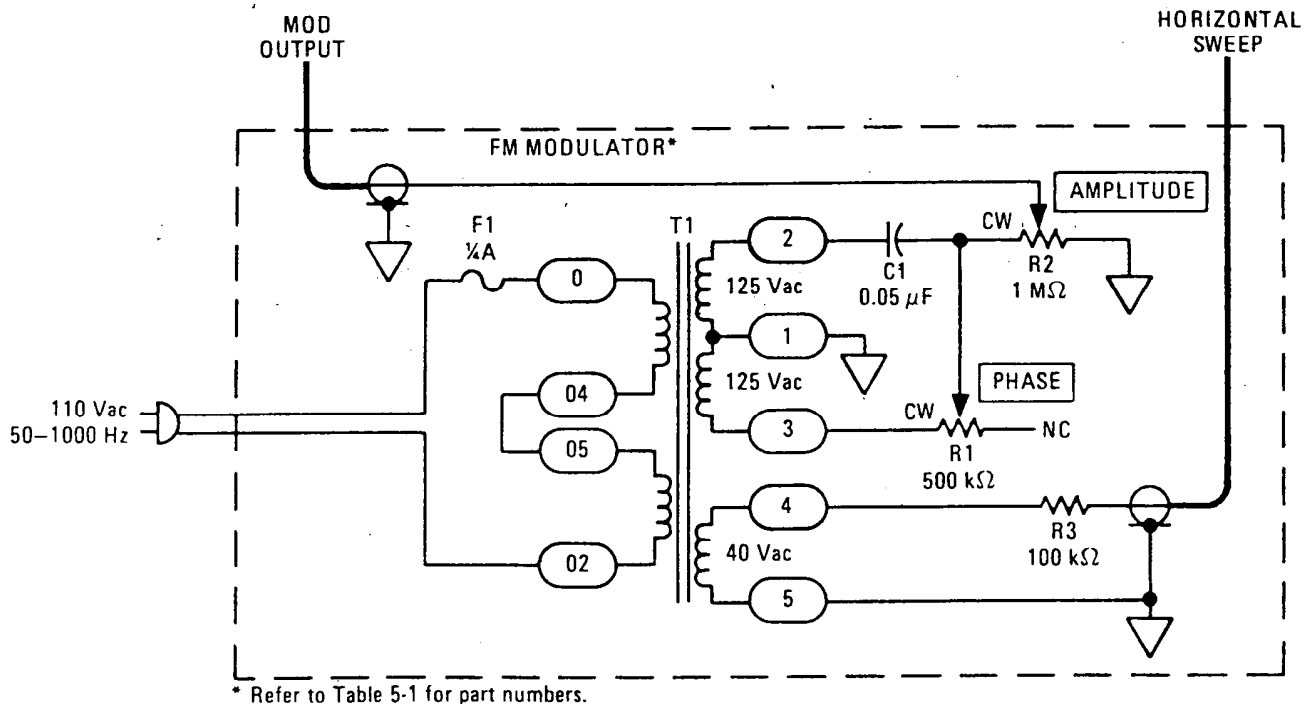 MOD
OUTPUT
HORIZONTAL
SWEEP
FM MODULATOR*
AMPLITUDE
F1
¼A
T1
0
2
CW
C1
0.05 µF
R2
1 MΩ
125 Vac
1
04
125 Vac
PHASE
110 Vac
50–1000 Hz
05
3
CW
NC
R1
500 kΩ
4
R3
100 kΩ
40 Vac
02
5
* Refer to Table 5-1 for part numbers.